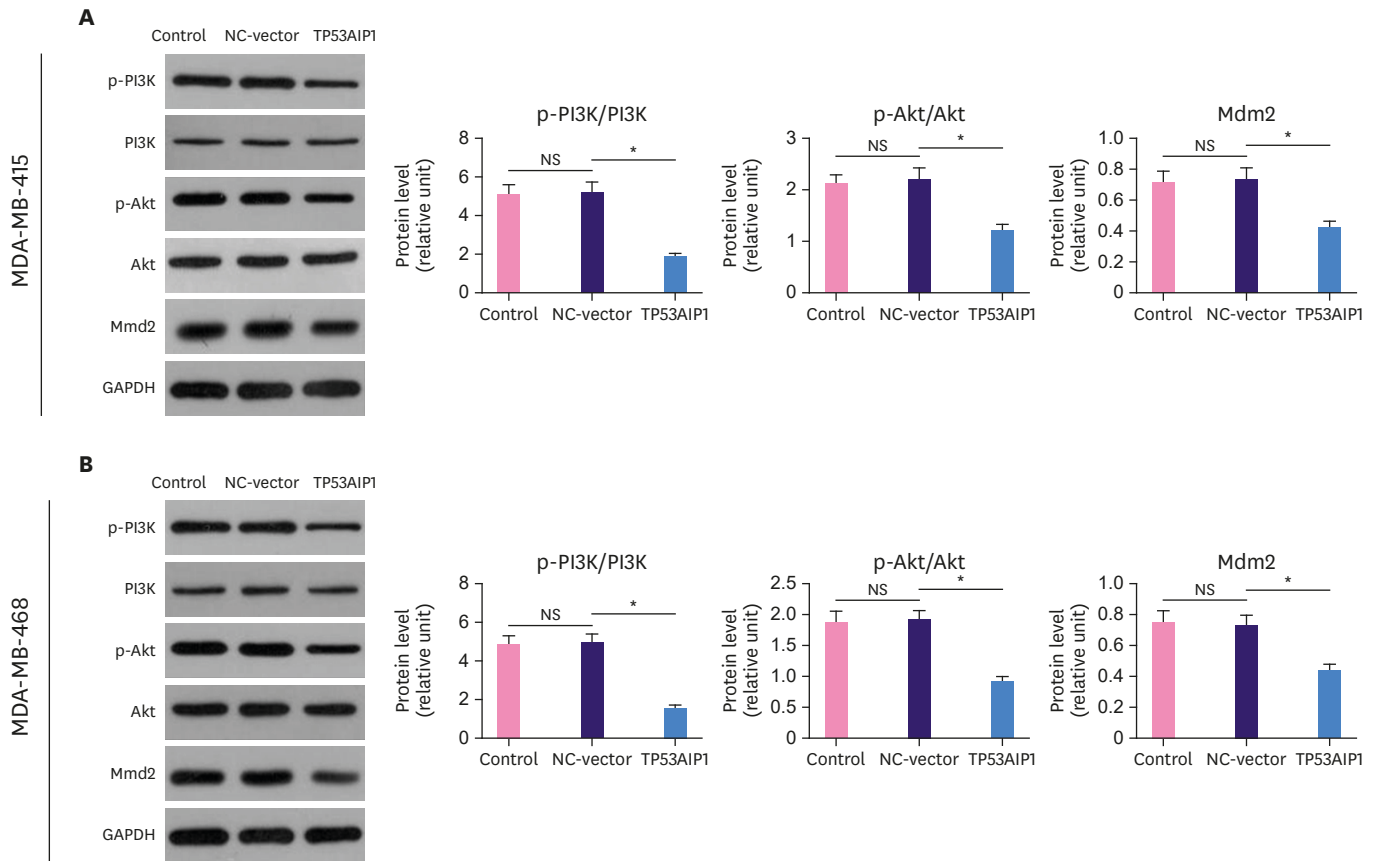 A
Control NC-vector TP53AIP1
MDA-MB-415
p-PI3K
PI3K
p-Akt
Akt
Mmd2
GAPDH
p-PI3K/PI3K
Protein level
(relative unit)
8
6
4
2
0
NS
*
Control NC-vector TP53AIP1
p-Akt/Akt
Protein level
(relative unit)
3
2
1
0
NS
*
Control NC-vector TP53AIP1
Mdm2
Protein level
(relative unit)
1.0
0.8
0.6
0.4
0.2
0
NS
*
Control NC-vector TP53AIP1
B
Control NC-vector TP53AIP1
MDA-MB-468
p-PI3K
PI3K
p-Akt
Akt
Mmd2
GAPDH
p-PI3K/PI3K
Protein level
(relative unit)
8
6
4
2
0
NS
*
Control NC-vector TP53AIP1
p-Akt/Akt
Protein level
(relative unit)
2.5
2.0
1.5
1.0
0.5
0
NS
*
Control NC-vector TP53AIP1
Mdm2
Protein level
(relative unit)
1.0
0.8
0.6
0.4
0.2
0
NS
*
Control NC-vector TP53AIP1